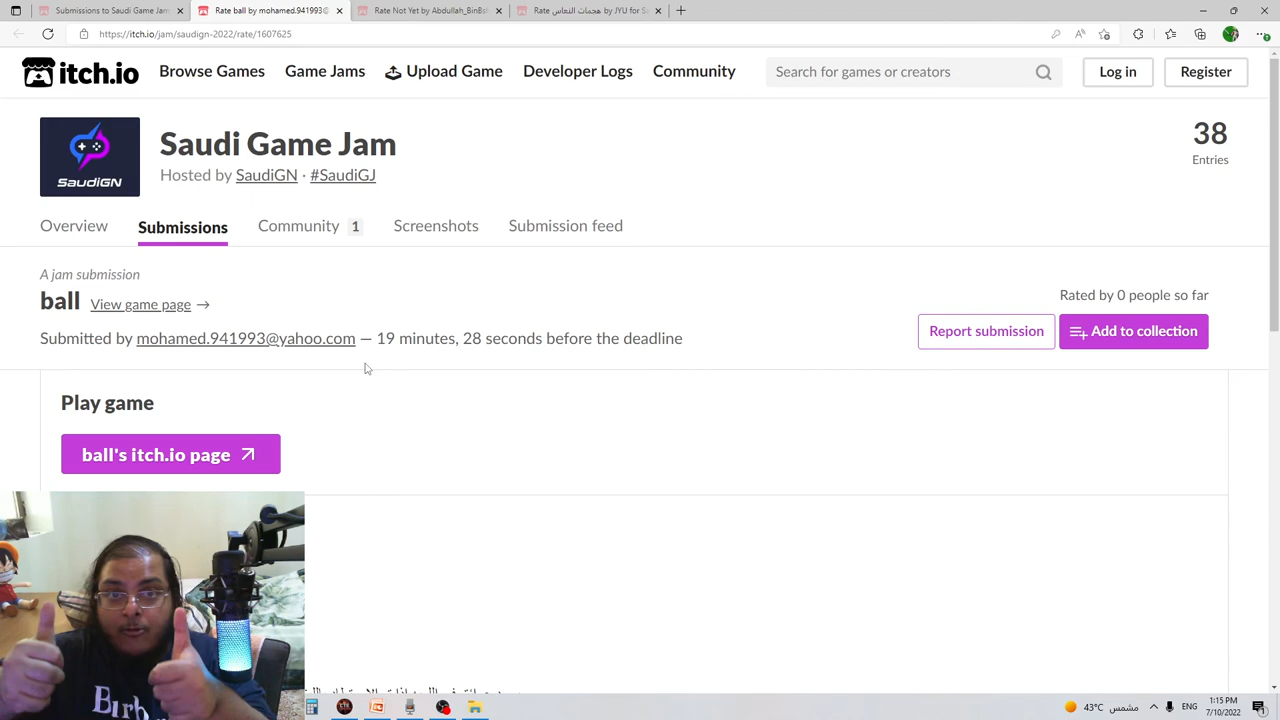 Submissions to Saudi Game Jam
Rate ball by mohamed.941993@
Rate Not Yet by Abdullah_BinBs
Rate هجمات النعاس by JYU for S
https://itch.io/jam/saudign-2022/rate/1607625
itch.io
Browse Games
Game Jams
Upload Game
Developer Logs
Community
Search for games or creators
Log in
Register
SaudiGN
Saudi Game Jam
Hosted by SaudiGN · #SaudiGJ
38
Entries
Overview
Submissions
Community 1
Screenshots
Submission feed
A jam submission
ball View game page →
Rated by 0 people so far
Submitted by mohamed.941993@yahoo.com — 19 minutes, 28 seconds before the deadline
Report submission
Add to collection
Play game
ball's itch.io page
43°C مشمس
ENG
1:15 PM
7/10/2022